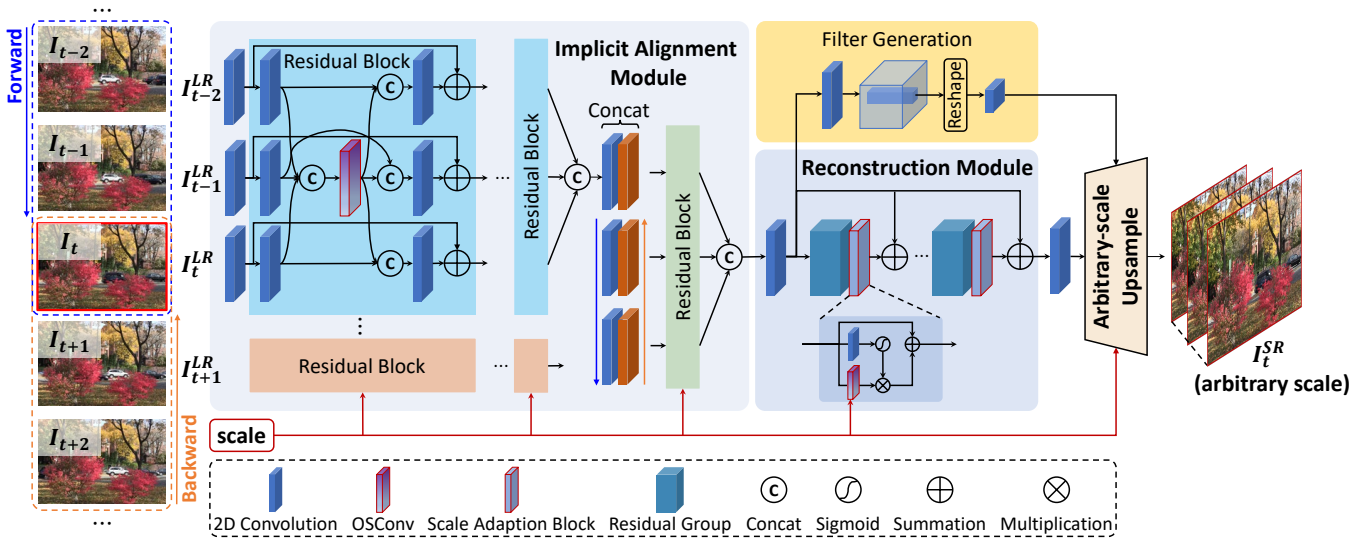 ...
Forward
I_{t-2}
I_{t-1}
I_t
I_{t+1}
I_{t+2}
Backward
...
I^{LR}_{t-2}
I^{LR}_{t-1}
I^{LR}_t
I^{LR}_{t+1}
Residual Block
C
C
C
C
...
...
Residual Block
...
Residual Block
C
Implicit Alignment
Module
Concat
Residual Block
C
Filter Generation
Reshape
Reconstruction Module
...
Arbitrary-scale
Upsample
I^{SR}_t
(arbitrary scale)
scale
C
2D Convolution OSConv Scale Adaption Block Residual Group Concat Sigmoid Summation Multiplication